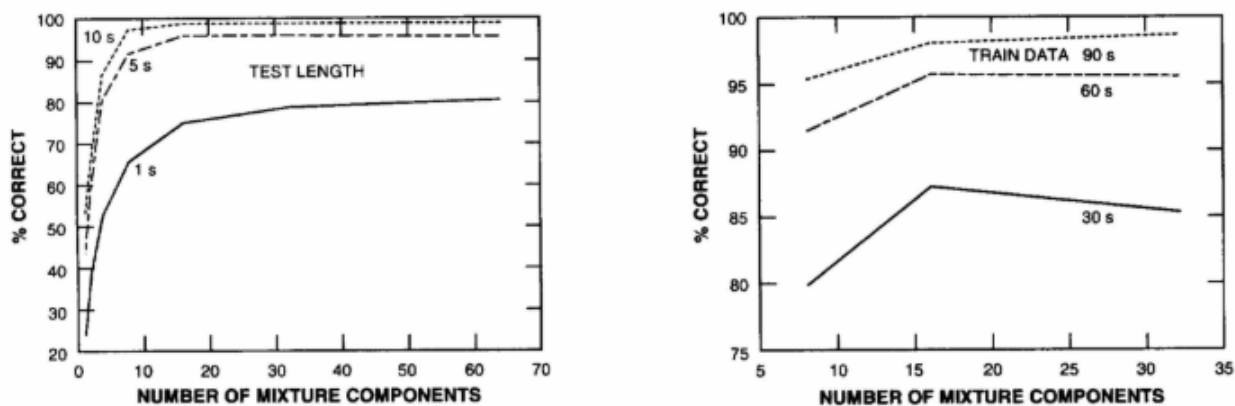 100
90
80
70
60
50
40
30
20
% CORRECT
10 s
5 s
TEST LENGTH
1 s
0 10 20 30 40 50 60 70
NUMBER OF MIXTURE COMPONENTS
100
95
90
85
80
75
% CORRECT
TRAIN DATA 90 s
60 s
30 s
5 10 15 20 25 30 35
NUMBER OF MIXTURE COMPONENTS